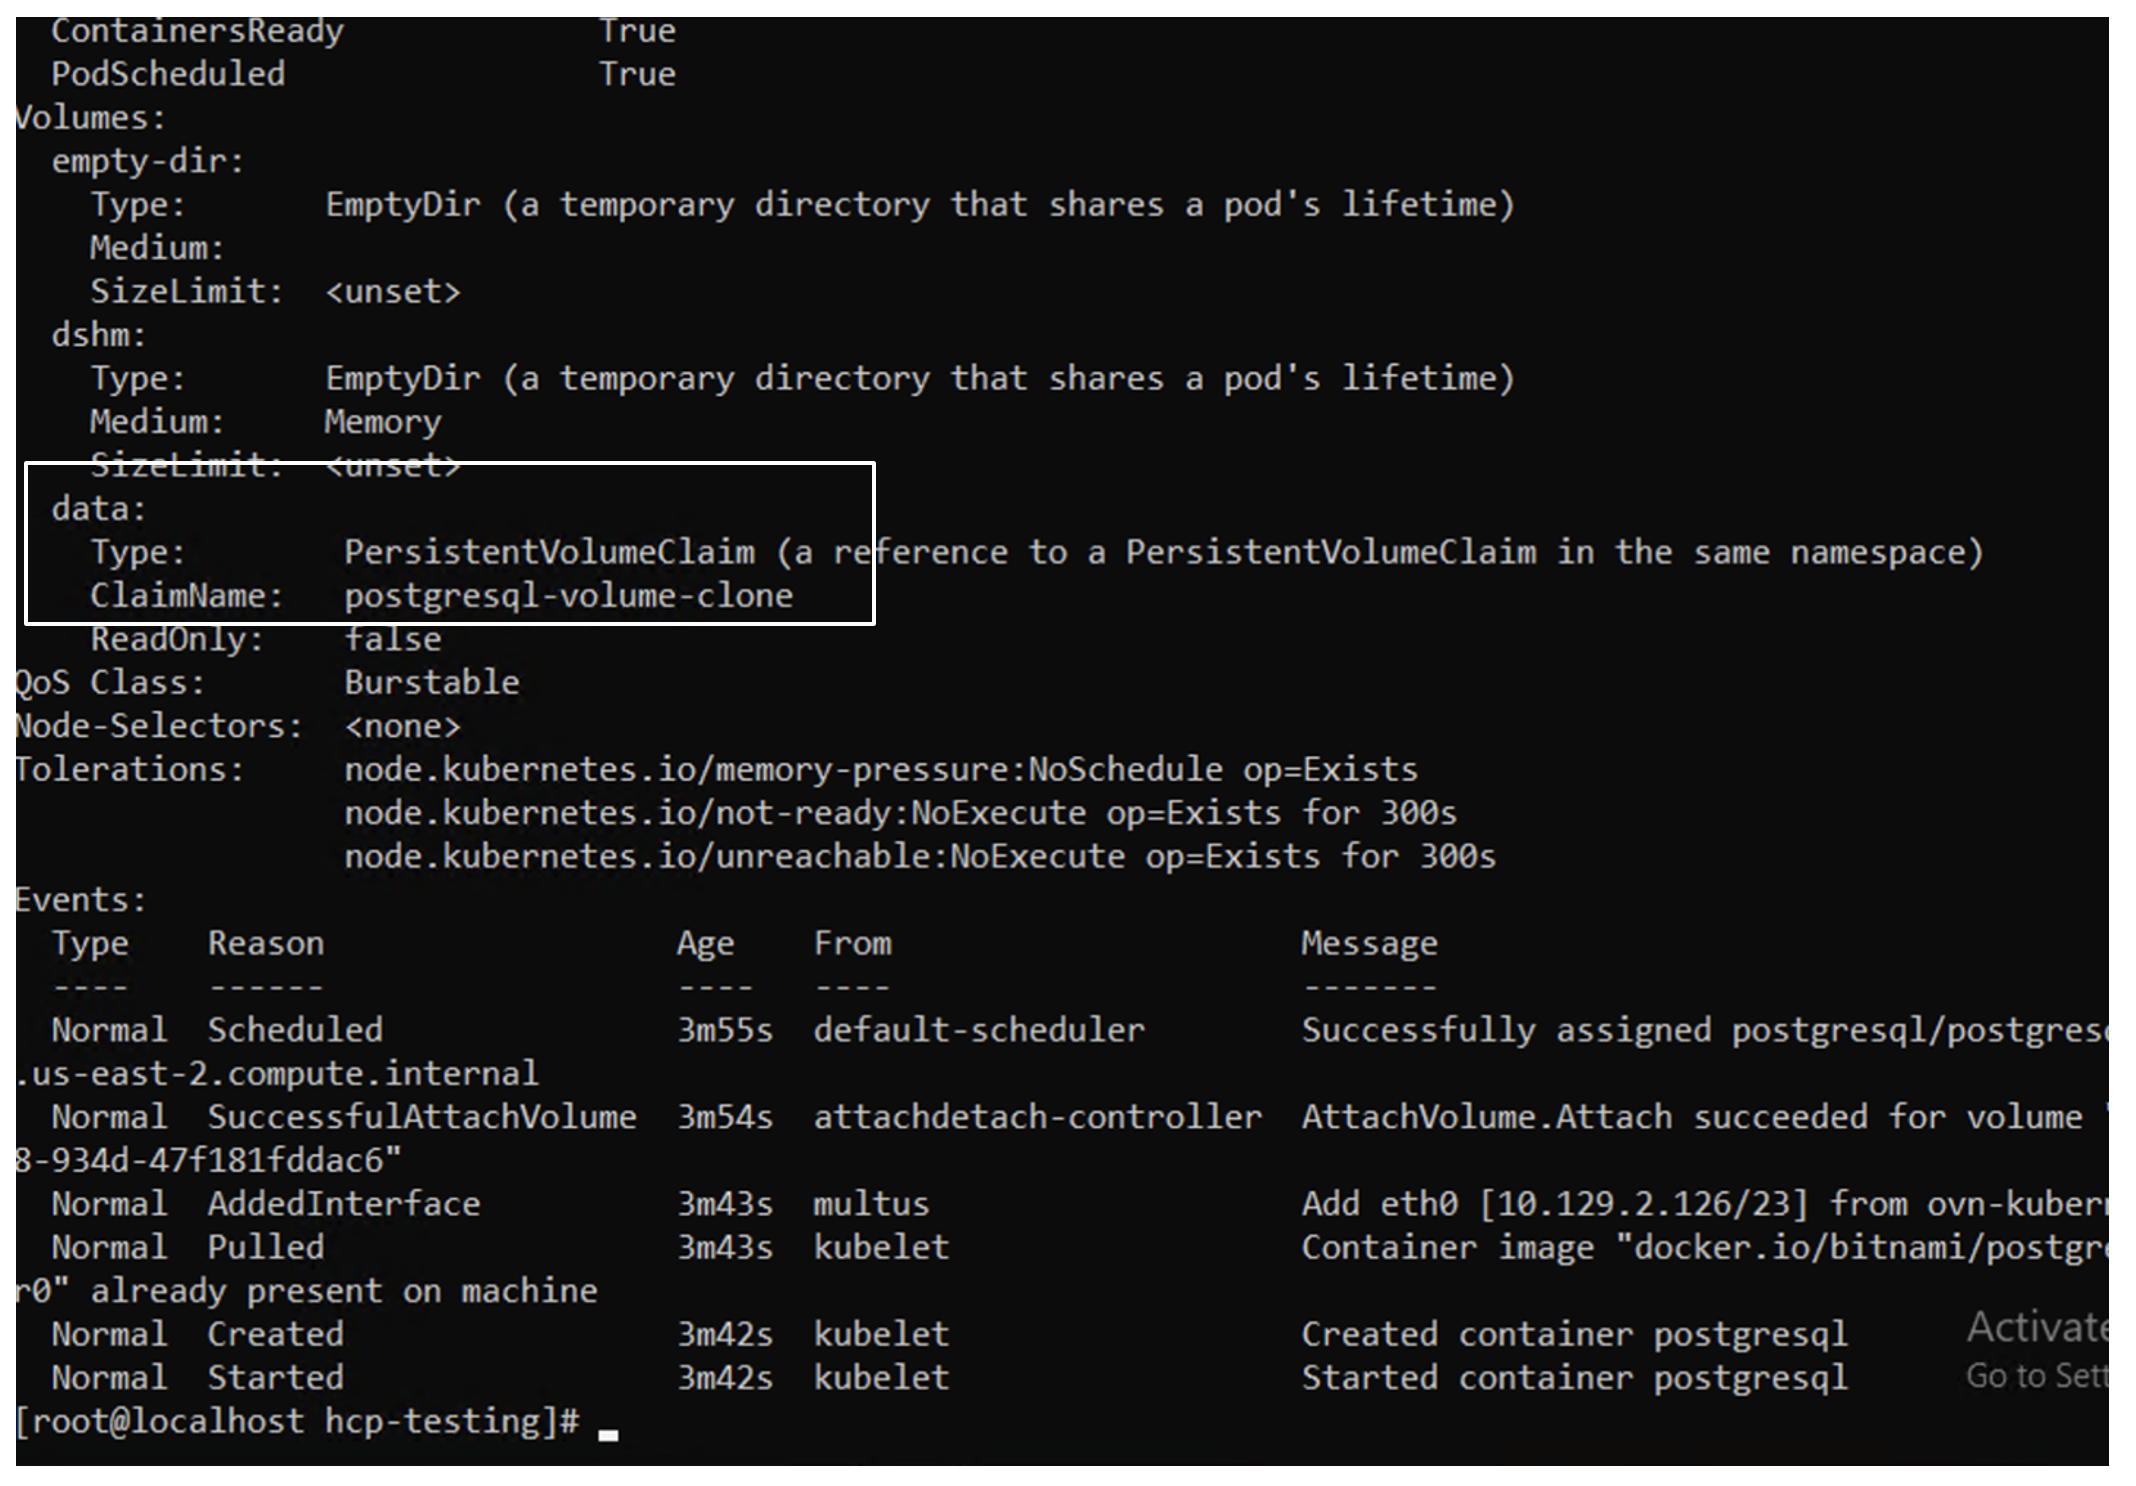 ContainersReady True
PodScheduled True
Volumes:
empty-dir:
Type: EmptyDir (a temporary directory that shares a pod's lifetime)
Medium:
SizeLimit: <unset>
dshm:
Type: EmptyDir (a temporary directory that shares a pod's lifetime)
Medium: Memory
SizeLimit: <unset>
data:
Type: PersistentVolumeClaim (a reference to a PersistentVolumeClaim in the same namespace)
ClaimName: postgresql-volume-clone
ReadOnly: false
QoS Class: Burstable
Node-Selectors: <none>
Tolerations: node.kubernetes.io/memory-pressure:NoSchedule op=Exists
node.kubernetes.io/not-ready:NoExecute op=Exists for 300s
node.kubernetes.io/unreachable:NoExecute op=Exists for 300s
Events:
Type Reason Age From Message
---- ------ ---- ---- -------
Normal Scheduled 3m55s default-scheduler Successfully assigned postgresql/postgres
.us-east-2.compute.internal
Normal SuccessfulAttachVolume 3m54s attachdetach-controller AttachVolume.Attach succeeded for volume "
8-934d-47f181fddac6"
Normal AddedInterface 3m43s multus Add eth0 [10.129.2.126/23] from ovn-kuber
Normal Pulled 3m43s kubelet Container image "docker.io/bitnami/postgre
r0" already present on machine
Normal Created 3m42s kubelet Created container postgresql
Normal Started 3m42s kubelet Started container postgresql
Activate
Go to Sett
[root@localhost hcp-testing]#